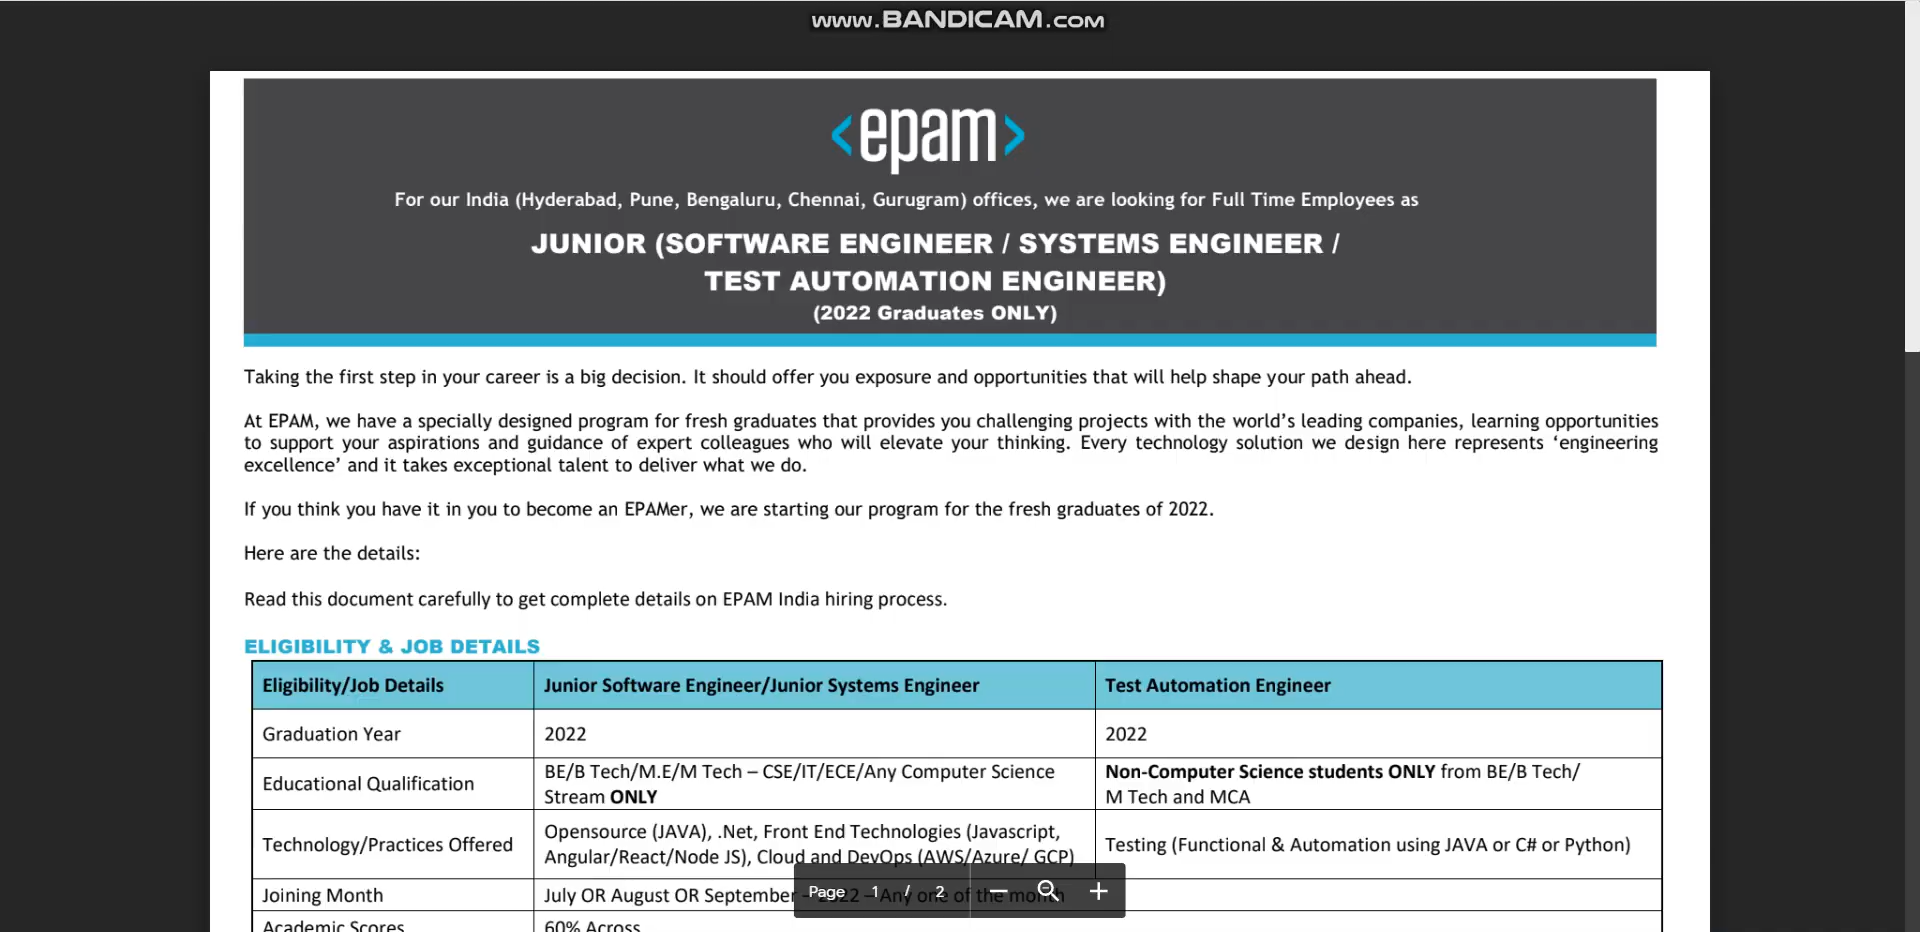 www.BANDICAM.com
<epam>
For our India (Hyderabad, Pune, Bengaluru, Chennai, Gurugram) offices, we are looking for Full Time Employees as
JUNIOR (SOFTWARE ENGINEER / SYSTEMS ENGINEER /
TEST AUTOMATION ENGINEER)
(2022 Graduates ONLY)
Taking the first step in your career is a big decision. It should offer you exposure and opportunities that will help shape your path ahead.
At EPAM, we have a specially designed program for fresh graduates that provides you challenging projects with the world's leading companies, learning opportunities
to support your aspirations and guidance of expert colleagues who will elevate your thinking. Every technology solution we design here represents 'engineering
excellence' and it takes exceptional talent to deliver what we do.
If you think you have it in you to become an EPAMer, we are starting our program for the fresh graduates of 2022.
Here are the details:
Read this document carefully to get complete details on EPAM India hiring process.
ELIGIBILITY & JOB DETAILS
Eligibility/Job Details Junior Software Engineer/Junior Systems Engineer Test Automation Engineer
Graduation Year 2022 2022
Educational Qualification
BE/B Tech/M.E/M Tech – CSE/IT/ECE/Any Computer Science
Stream ONLY
Non-Computer Science students ONLY from BE/B Tech/
M Tech and MCA
Technology/Practices Offered
Opensource (JAVA), .Net, Front End Technologies (Javascript,
Angular/React/Node JS), Cloud and DevOps (AWS/Azure/ GCP)
Testing (Functional & Automation using JAVA or C# or Python)
Joining Month July OR August OR September – 2022 – Any one of the month
Page 1 / 2
Academic Scores 60% Across